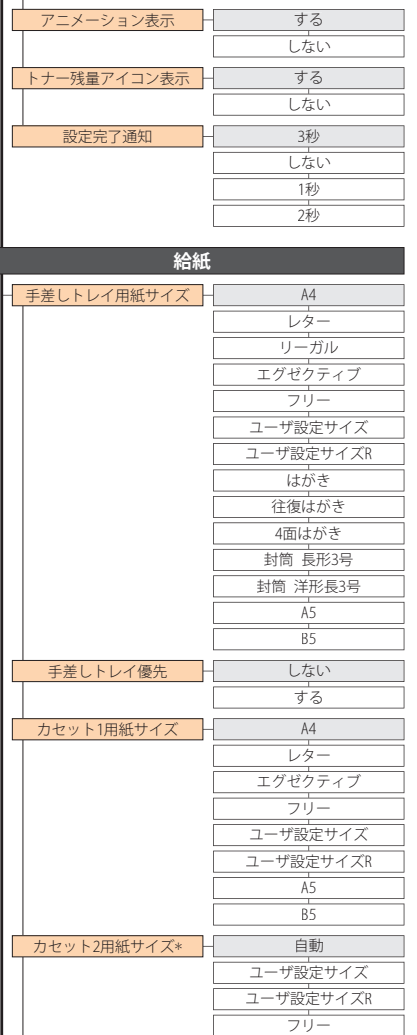 アニメーション表示 する
しない
トナー残量アイコン表示 する
しない
設定完了通知 3秒
しない
1秒
2秒
給紙
手差しトレイ用紙サイズ A4
レター
リーガル
エグゼクティブ
フリー
ユーザ設定サイズ
ユーザ設定サイズR
はがき
往復はがき
4面はがき
封筒 長形3号
封筒 洋形長3号
A5
B5
手差しトレイ優先 しない
する
カセット1用紙サイズ A4
レター
エグゼクティブ
フリー
ユーザ設定サイズ
ユーザ設定サイズR
A5
B5
カセット2用紙サイズ* 自動
ユーザ設定サイズ
ユーザ設定サイズR
フリー